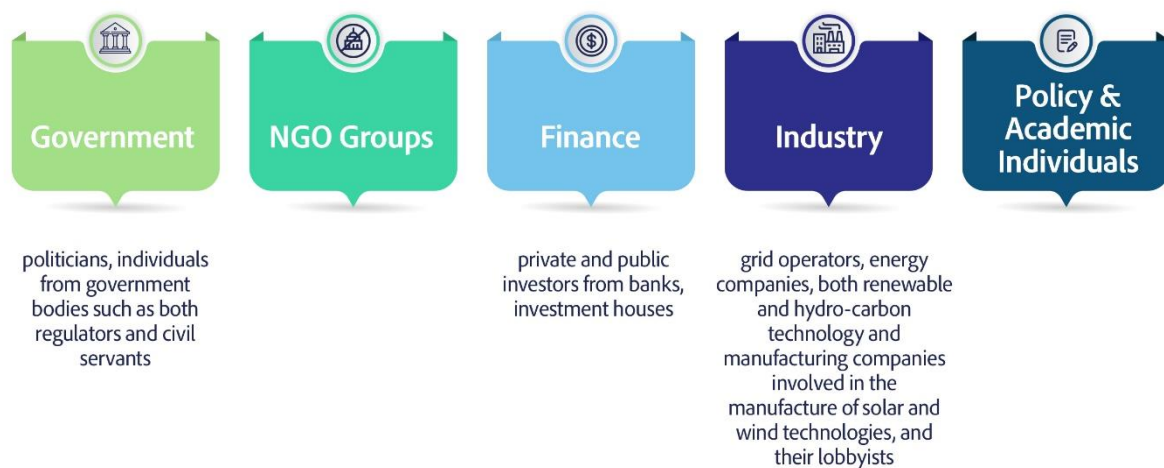 Government
NGO Groups
Finance
Industry
Policy &
Academic
Individuals
politicians, individuals
from government
bodies such as both
regulators and civil
servants
private and public
investors from banks,
investment houses
grid operators, energy
companies, both renewable
and hydro-carbon
technology and
manufacturing companies
involved in the
manufacture of solar and
wind technologies, and
their lobbyists